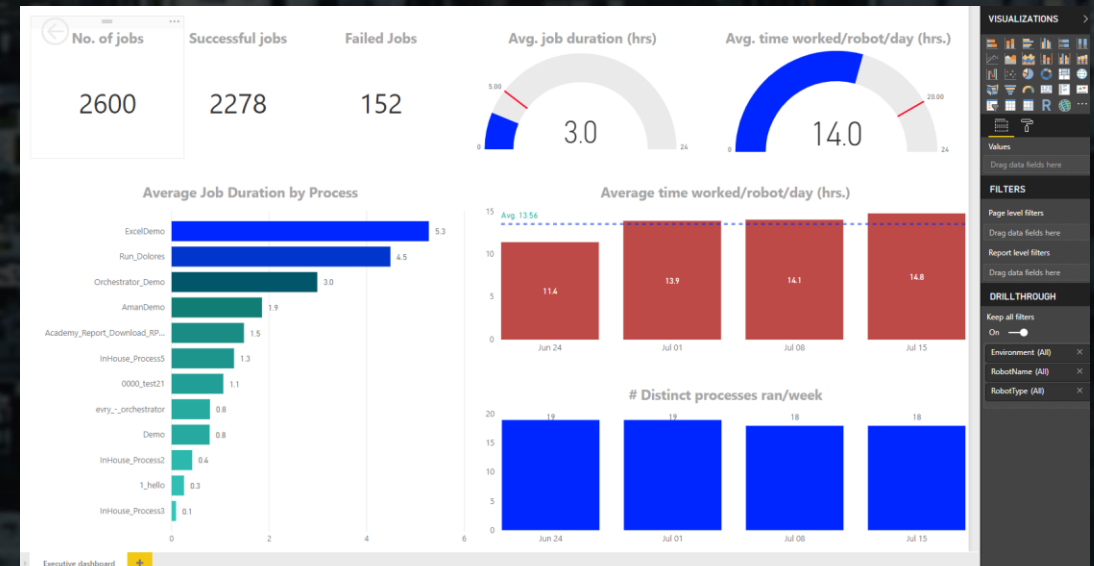 No. of jobs
2600
Successful jobs
2278
Failed Jobs
152
Avg. job duration (hrs)
5.00
0
3.0
24
Avg. time worked/robot/day (hrs.)
20.00
0
14.0
24
Average Job Duration by Process
ExcelDemo 5.3
Run_Dolores 4.5
Orchestrator_Demo 3.0
AmanDemo 1.9
Academy_Report_Download_RP... 1.5
InHouse_Process5 1.3
0000_test21 1.1
evry_-_orchestrator 0.8
Demo 0.8
InHouse_Process2 0.4
1_hello 0.3
InHouse_Process3 0.1
0 2 4 6
Average time worked/robot/day (hrs.)
15
Avg. 13.56
10
5
0
11.4 13.9 14.1 14.8
Jun 24 Jul 01 Jul 08 Jul 15
# Distinct processes ran/week
20
15
10
5
0
19 19 18 18
Jun 24 Jul 01 Jul 08 Jul 15
Executive dashboard +
VISUALIZATIONS >
R
Values
Drag data fields here
FILTERS
Page level filters
Drag data fields here
Report level filters
Drag data fields here
DRILLTHROUGH
Keep all filters
On
Environment (All)
RobotName (All)
RobotType (All)